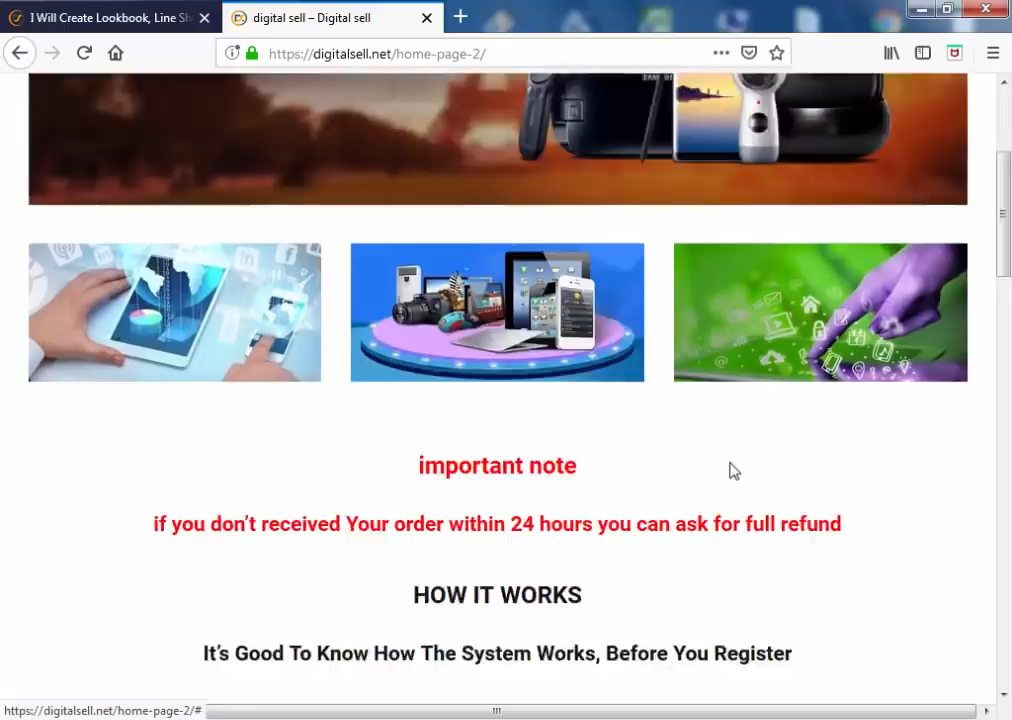 I Will Create Lookbook, Line Sh
digital sell – Digital sell
https://digitalsell.net/home-page-2/
important note
if you don't received Your order within 24 hours you can ask for full refund
HOW IT WORKS
It's Good To Know How The System Works, Before You Register
https://digitalsell.net/home-page-2/#